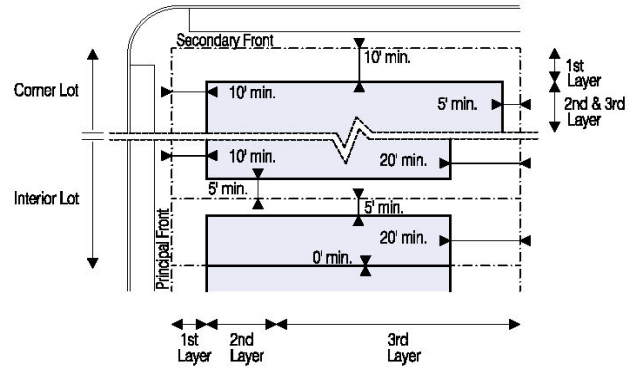 Secondary Front
10' min.
1st
Layer
Corner Lot
10' min.
5' min.
2nd & 3rd
Layer
10' min.
20' min.
5' min.
Interior Lot
5' min.
20' min.
0' min.
Principal Front
1st
Layer
2nd
Layer
3rd
Layer